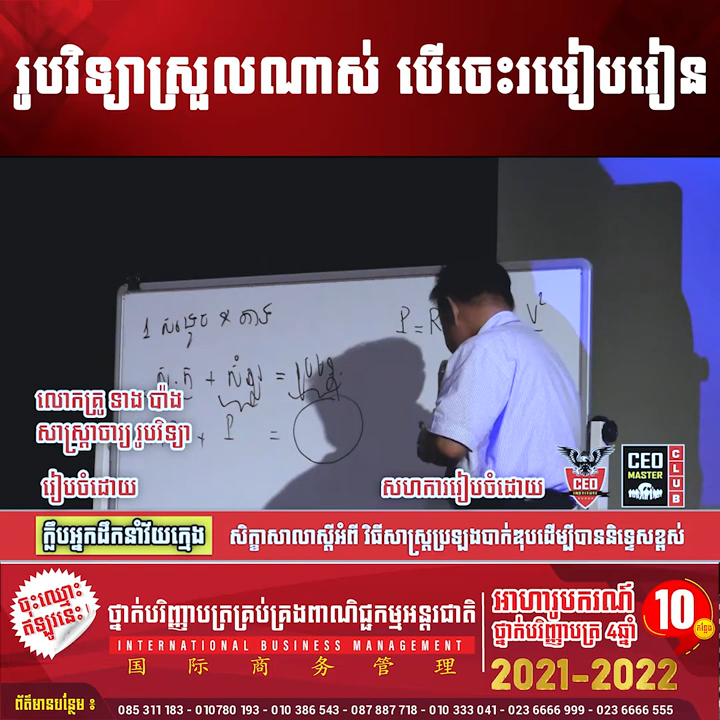 រូបវិទ្យាស្រួលណាស់ បើចេះរបៀបរៀន
P = R
V²
+ = 
+ P =
លោកគ្រូ ទាង ប៉ាង
សាស្ត្រាចារ្យ រូបវិទ្យា
រៀបចំដោយ
សហការរៀបចំដោយ
CEO
INSTITUTE
CEO
MASTER
CLUB
ក្លឹបអ្នកដឹកនាំវ័យក្មេង
សិក្ខាសាលាស្តីអំពី វិធីសាស្ត្រប្រឡងបាក់ឌុបដើម្បីបាននិទ្ទេសខ្ពស់
ចុះឈ្មោះ
ឥឡូវនេះ!
ថ្នាក់បរិញ្ញាបត្រគ្រប់គ្រងពាណិជ្ជកម្មអន្តរជាតិ
INTERNATIONAL BUSINESS MANAGEMENT
国际商务管理
អាហារូបករណ៍
ថ្នាក់បរិញ្ញាបត្រ 4ឆ្នាំ
10
កន្លែង
2021-2022
ព័ត៌មានបន្ថែម ៖
085 311 183 - 010780 193 - 010 386 543 - 087 887 718 - 010 333 041 - 023 6666 999 - 023 6666 555